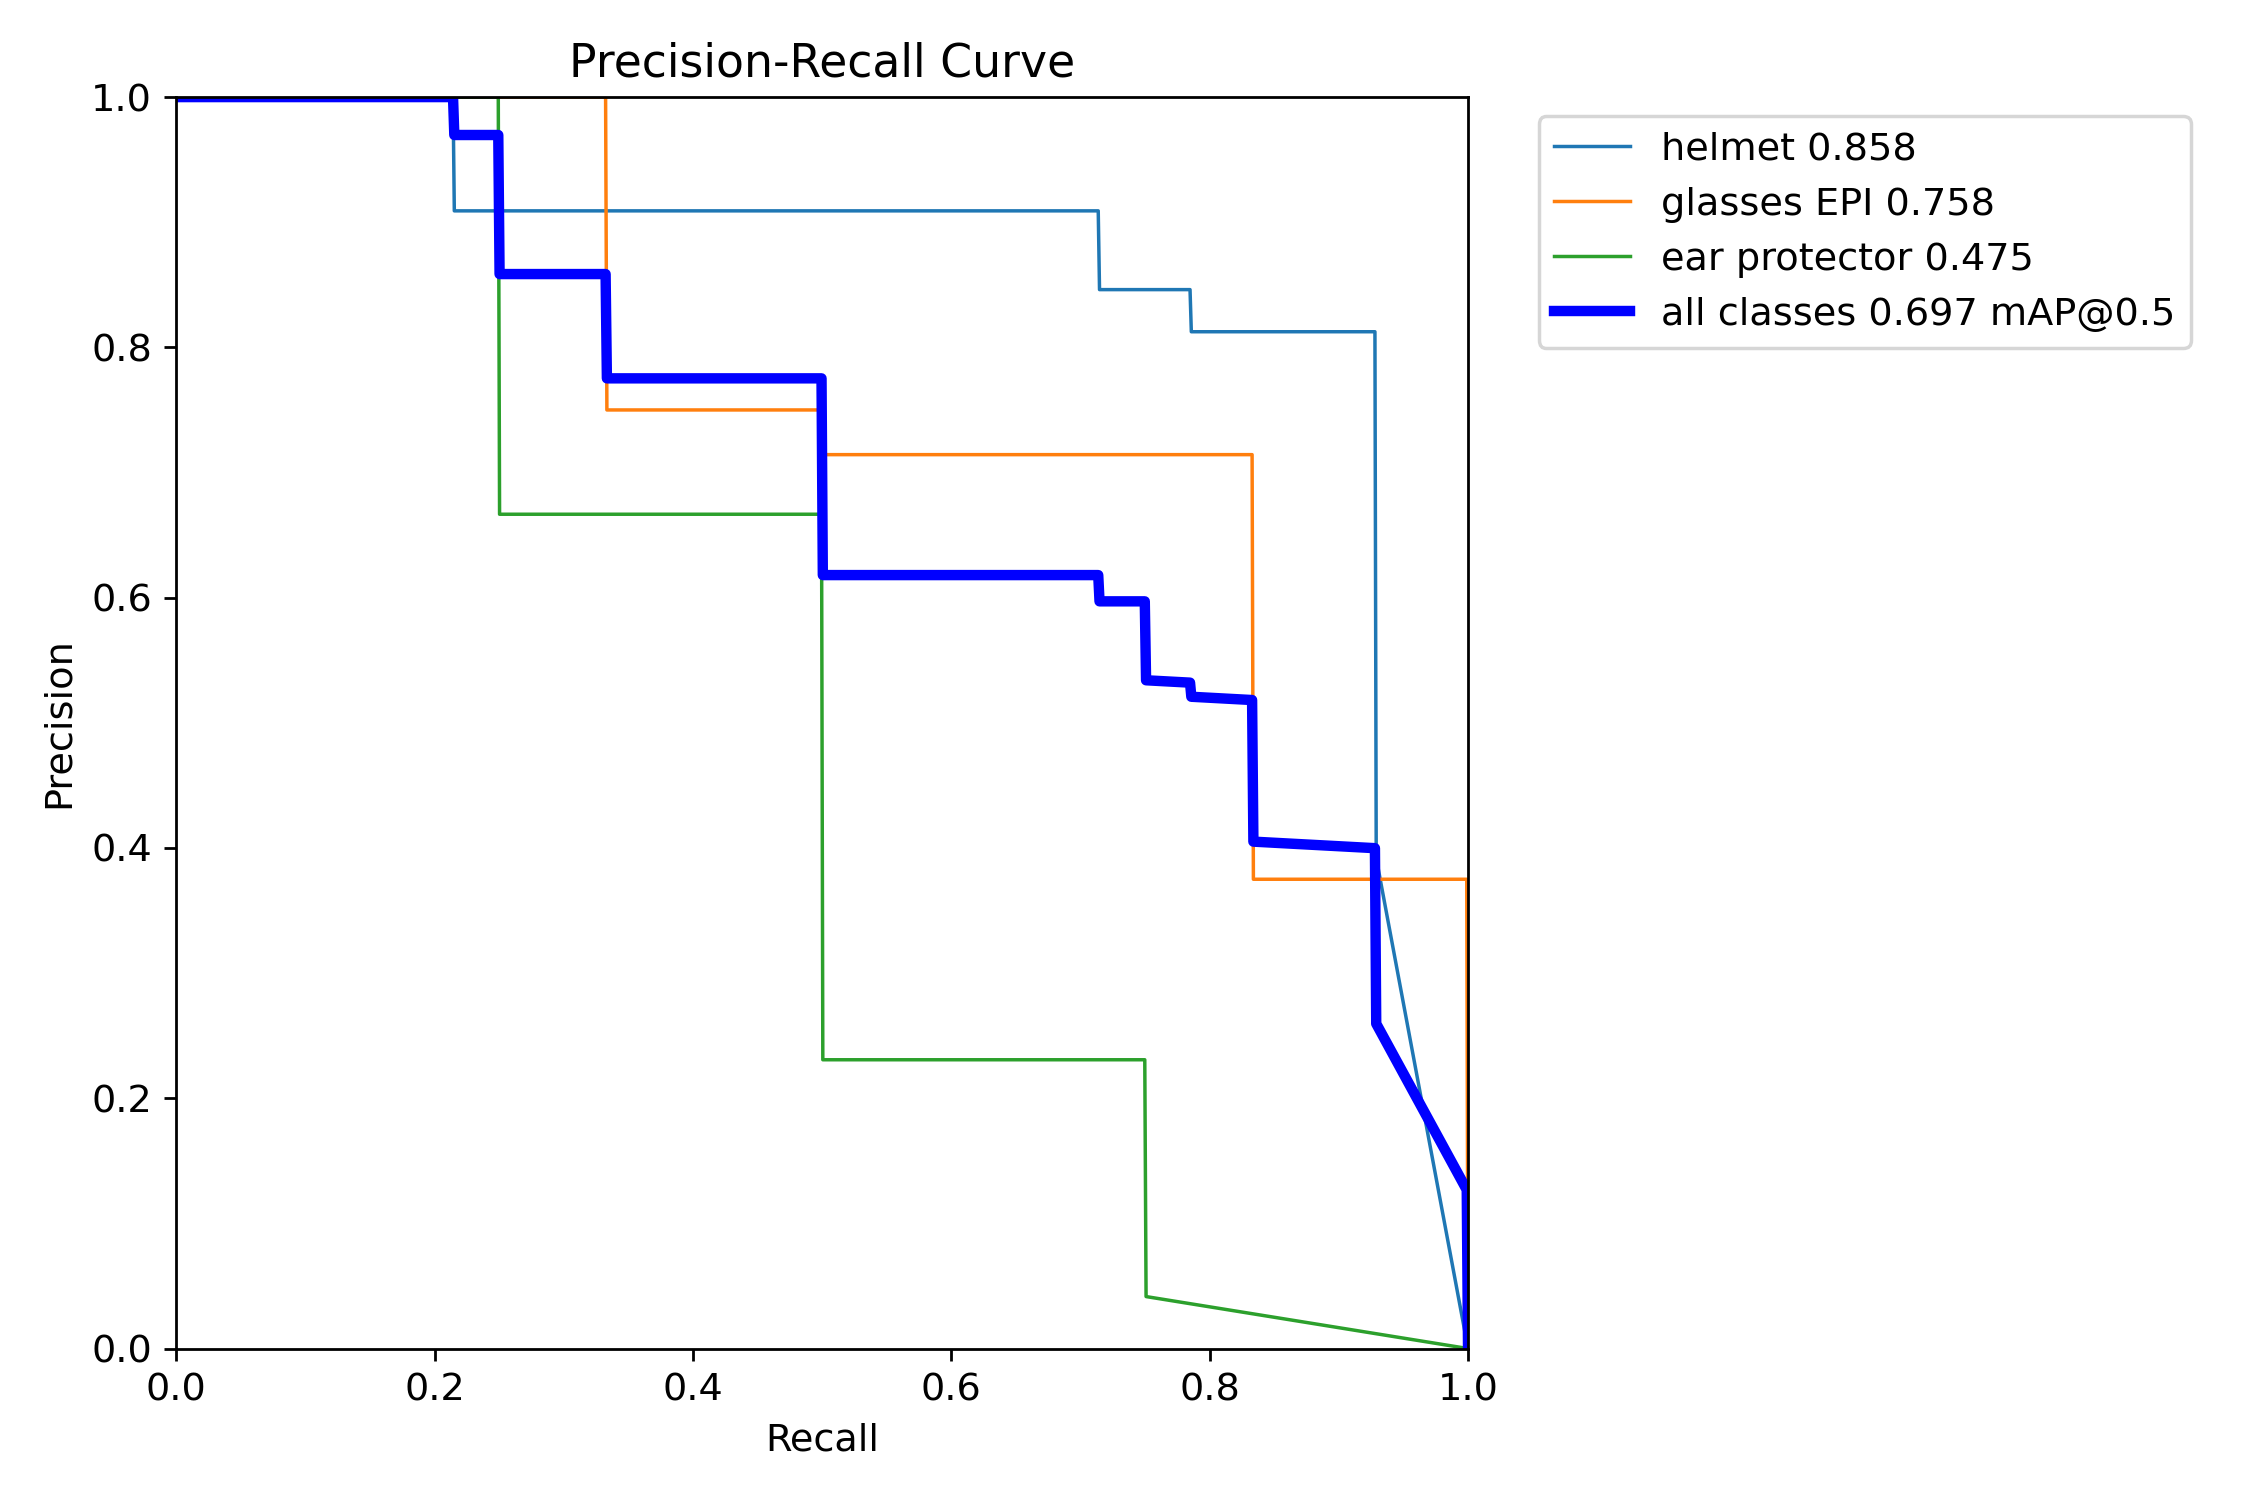 Precision-Recall Curve
1.0
0.8
0.6
0.4
0.2
0.0
Precision
0.0 0.2 0.4 0.6 0.8 1.0
Recall
helmet 0.858
glasses EPI 0.758
ear protector 0.475
all classes 0.697 mAP@0.5